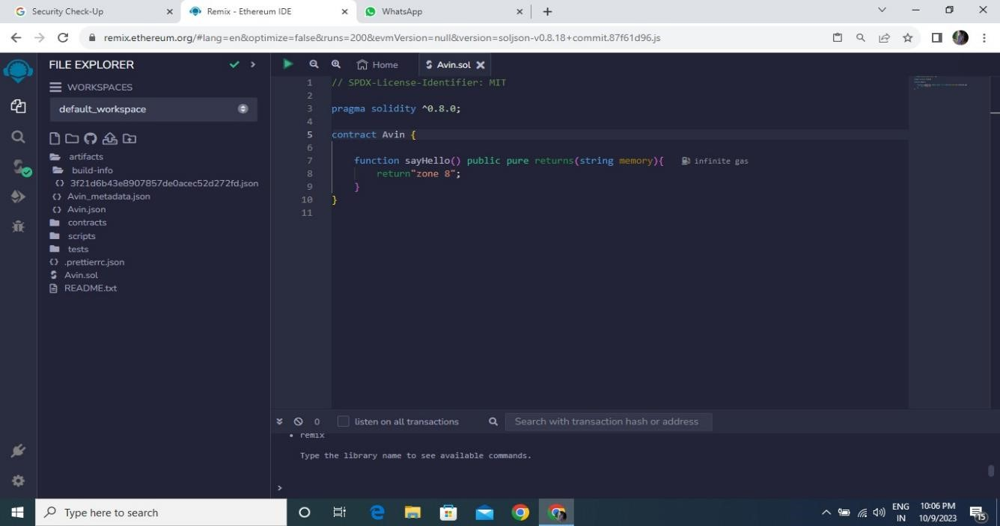 Security Check-Up
Remix - Ethereum IDE
WhatsApp
remix.ethereum.org/#lang=en&optimize=false&runs=200&evmVersion=null&version=soljson-v0.8.18+commit.87f61d96.js
FILE EXPLORER
WORKSPACES
default_workspace
artifacts
build-info
3f21d6b43e8907857de0acec52d272fd.json
Avin_metadata.json
Avin.json
contracts
scripts
tests
.prettierrc.json
Avin.sol
README.txt
Home
Avin.sol
1 // SPDX-License-Identifier: MIT
2
3 pragma solidity ^0.8.0;
4
5 contract Avin {
6
7 function sayHello() public pure returns(string memory){ infinite gas
8 return"zone 8";
9 }
10 }
11
0 listen on all transactions Search with transaction hash or address
remix
Type the library name to see available commands.
>
Type here to search
ENG
IN
10:06 PM
10/9/2023
15